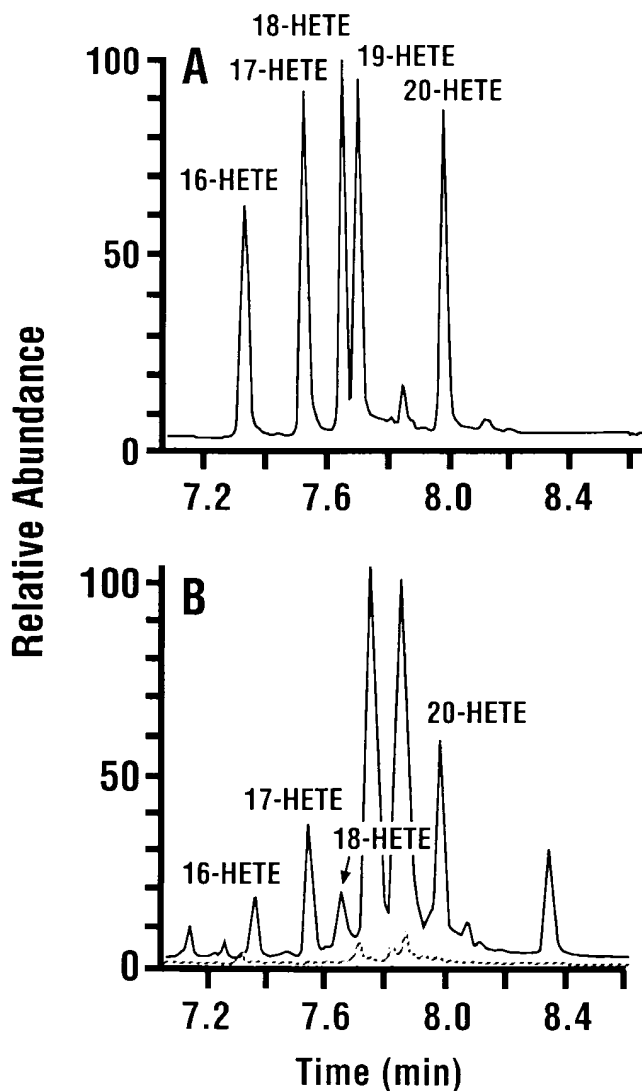 18-HETE
A
17-HETE
19-HETE
20-HETE
16-HETE
100
50
0
7.2 7.6 8.0 8.4
Relative Abundance
B
100
50
0
20-HETE
17-HETE
18-HETE
16-HETE
7.2 7.6 8.0 8.4
Time (min)